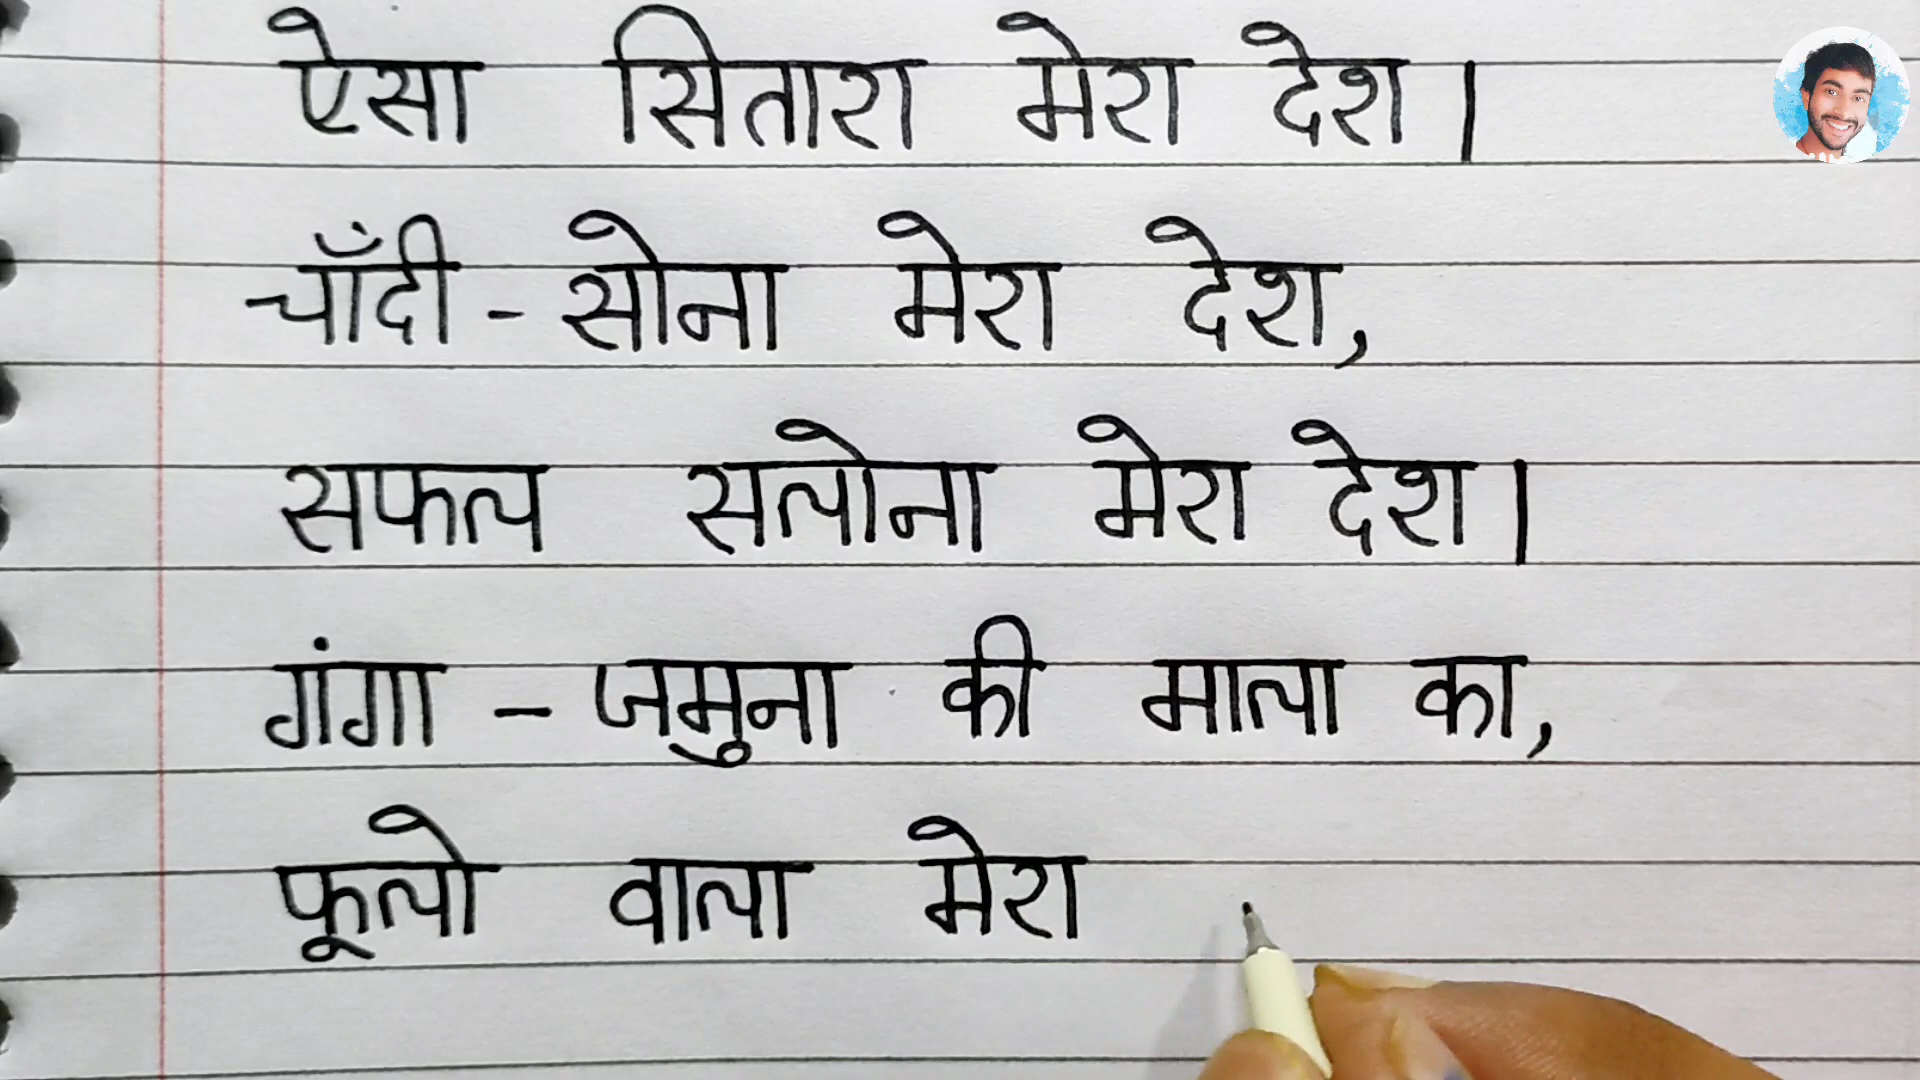 ऐसा सितारा मेरा देश।
चाँदी - सोना मेरा देश,
सफल सलोना मेरा देश।
गंगा - जमुना की माला का,
फूलो वाला मेरा